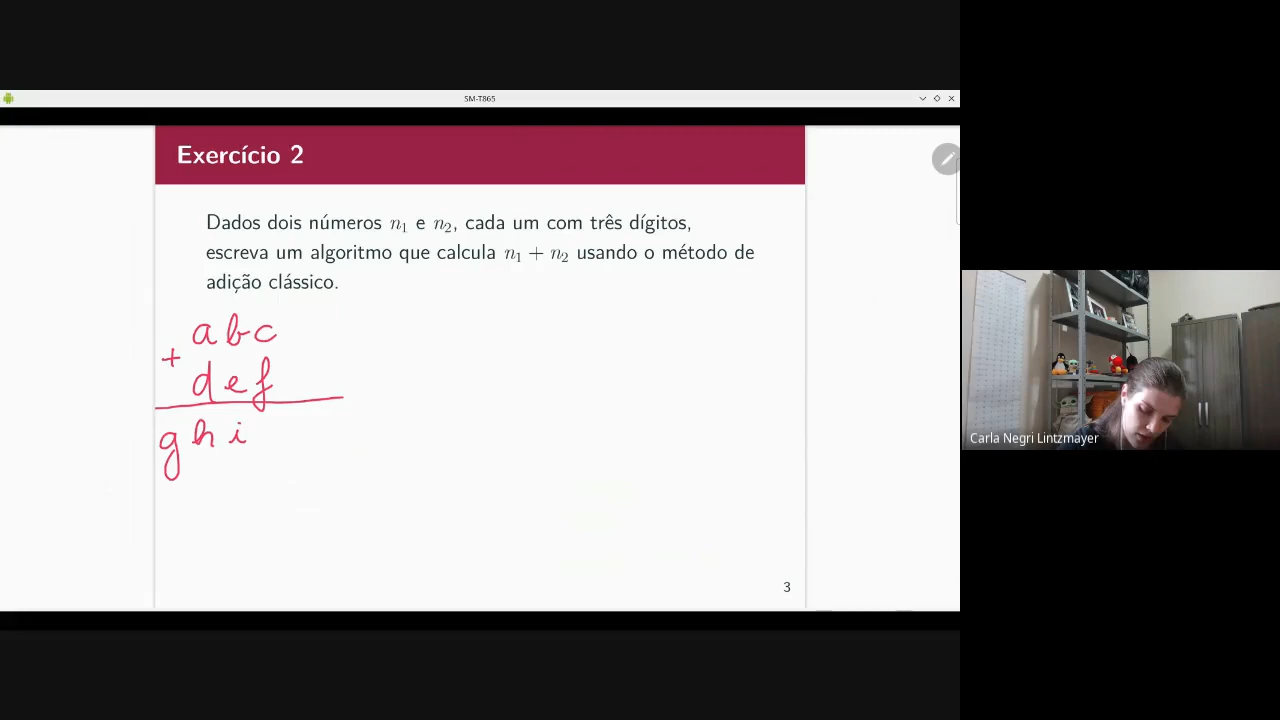 SM-T865
Exercício 2
Dados dois números n₁ e n₂, cada um com três dígitos,
escreva um algoritmo que calcula n₁ + n₂ usando o método de
adição clássico.
abc
+
def
ghi
3
Carla Negri Lintzmayer